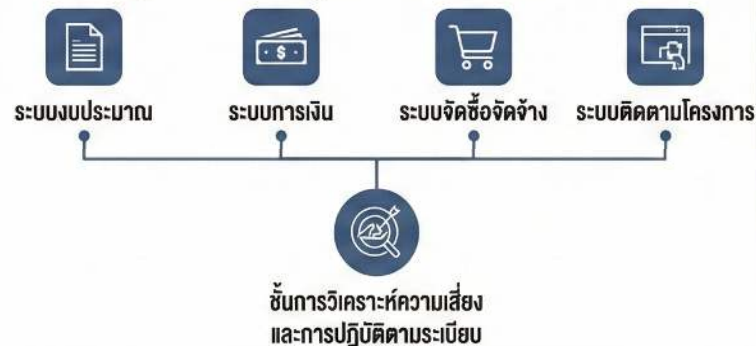 $
ระบบงบประมาณ
ระบบการเงิน
ระบบจัดซื้อจัดจ้าง
ระบบติดตามโครงการ
ชั้นการวิเคราะห์ความเสี่ยง
และการปฏิบัติตามระเบียบ